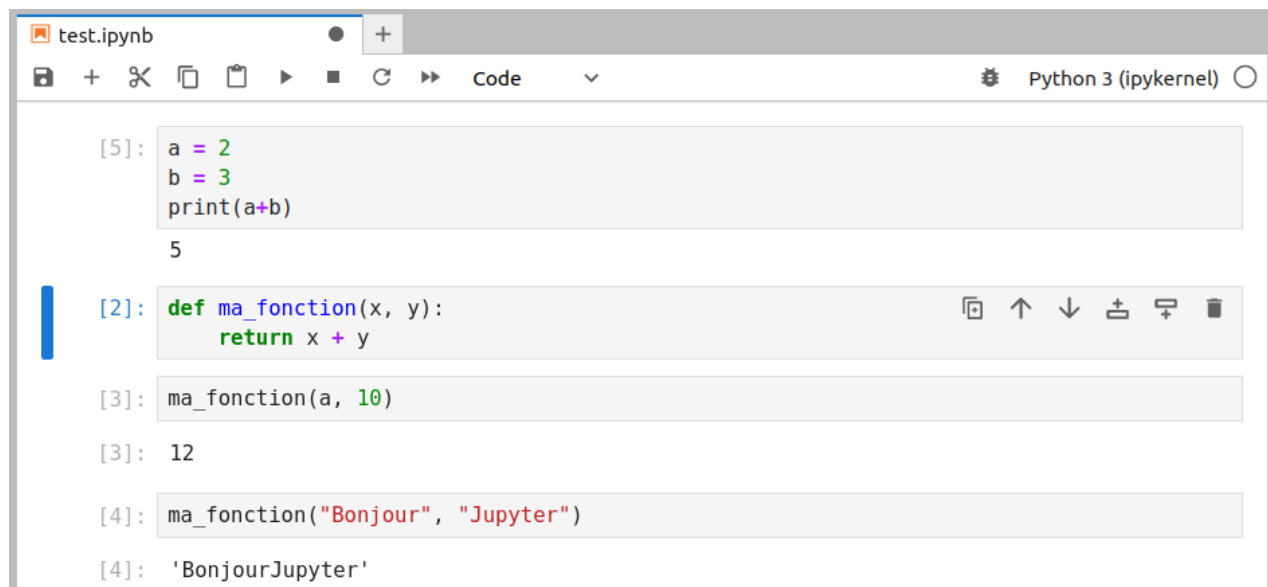 test.ipynb
Code Python 3 (ipykernel)
[5]: a = 2
b = 3
print(a+b)
5
[2]: def ma_fonction(x, y):
    return x + y
[3]: ma_fonction(a, 10)
[3]: 12
[4]: ma_fonction("Bonjour", "Jupyter")
[4]: 'BonjourJupyter'